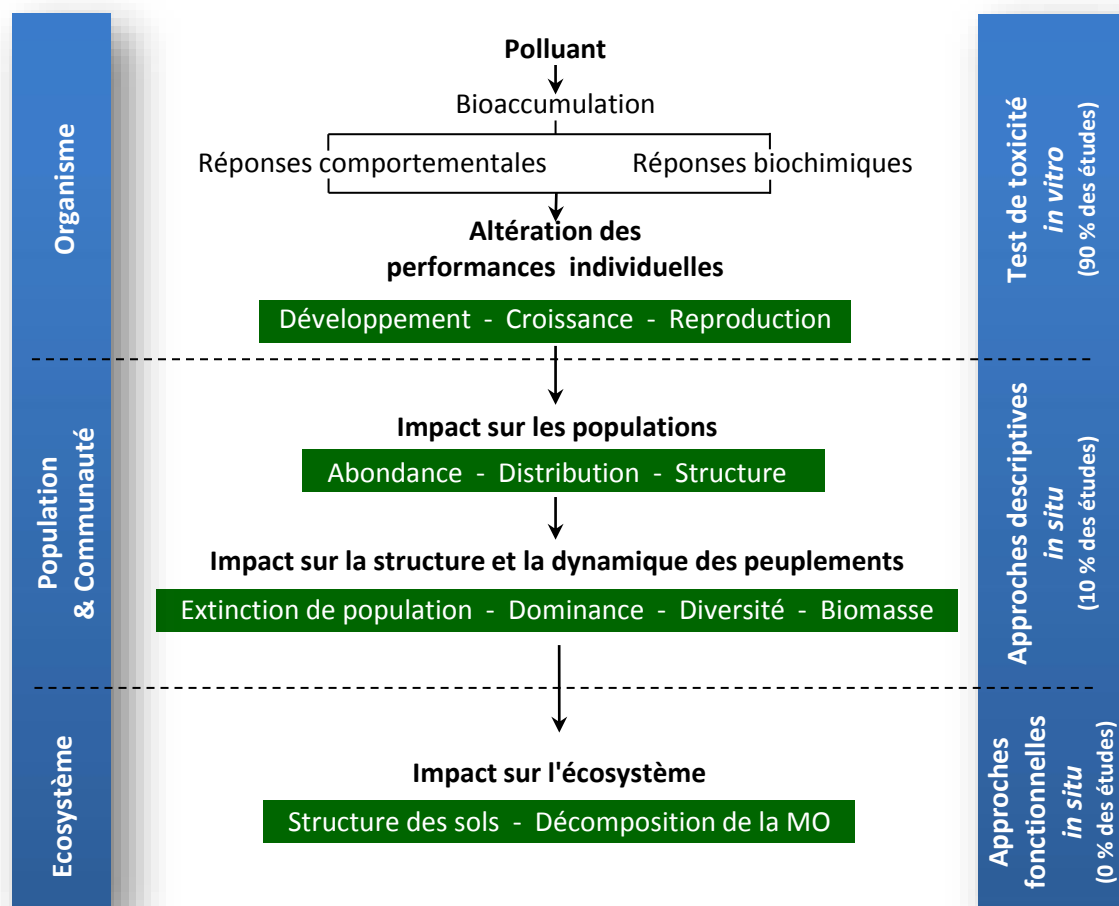 Organisme
Population
& Communauté
Ecosystème
Polluant
Bioaccumulation
Réponses comportementales
Réponses biochimiques
Altération des
performances individuelles
Développement - Croissance - Reproduction
Impact sur les populations
Abondance - Distribution - Structure
Impact sur la structure et la dynamique des peuplements
Extinction de population - Dominance - Diversité - Biomasse
Impact sur l'écosystème
Structure des sols - Décomposition de la MO
Test de toxicité
in vitro
(90 % des études)
Approches descriptives
in situ
(10 % des études)
Approches
fonctionnelles
in situ
(0 % des études)